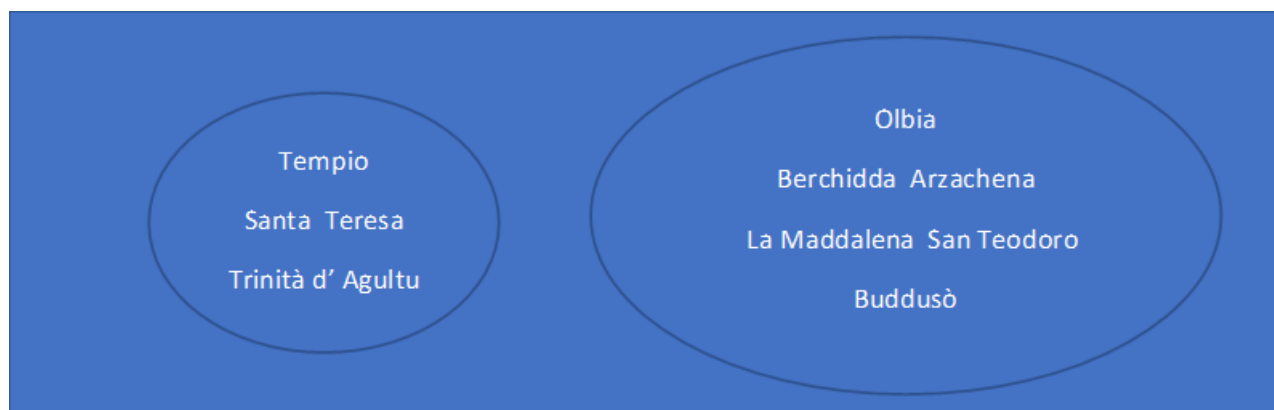 Tempio
Santa Teresa
Trinità d' Agultu
Olbia
Berchidda Arzachena
La Maddalena San Teodoro
Buddusò